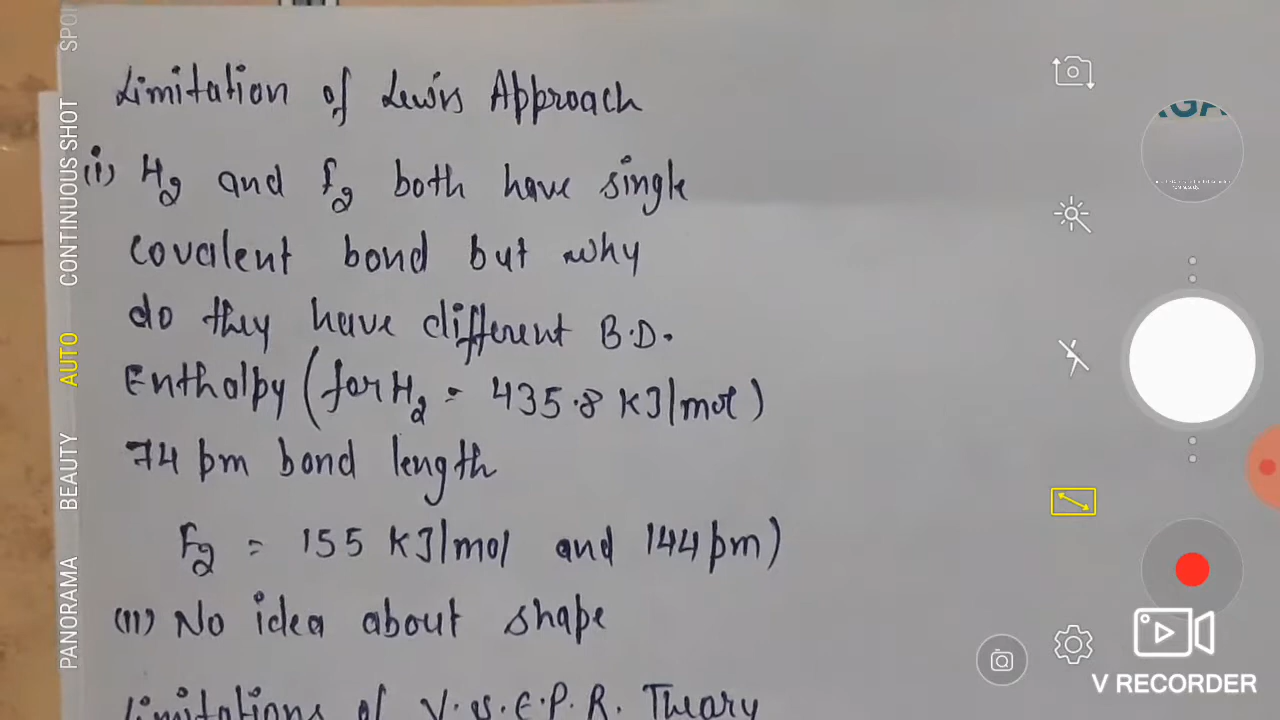 Limitation of Lewis Approach
(i) H2 and F2 both have single
covalent bond but why
do they have different B.D.
Enthalpy (for H2 = 435.8 KJ/mol)
74 pm bond length
F2 = 155 KJ/mol and 144 pm)
(ii) No idea about shape
Limitations of V.S.E.P.R. Theory
PANORAMA BEAUTY AUTO CONTINUOUS SHOT
V RECORDER